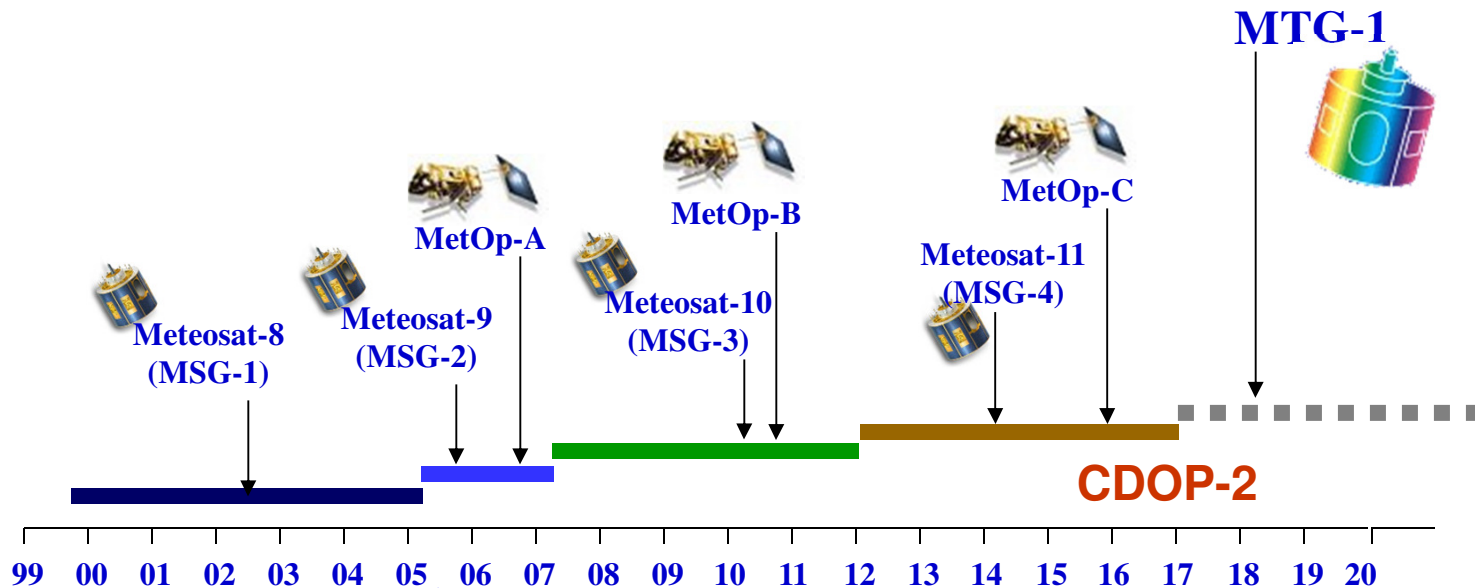 MTG-1
MetOp-C
MetOp-B
MetOp-A
Meteosat-11
(MSG-4)
Meteosat-10
(MSG-3)
Meteosat-9
(MSG-2)
Meteosat-8
(MSG-1)
CDOP-2
99 00 01 02 03 04 05 06 07 08 09 10 11 12 13 14 15 16 17 18 19 20